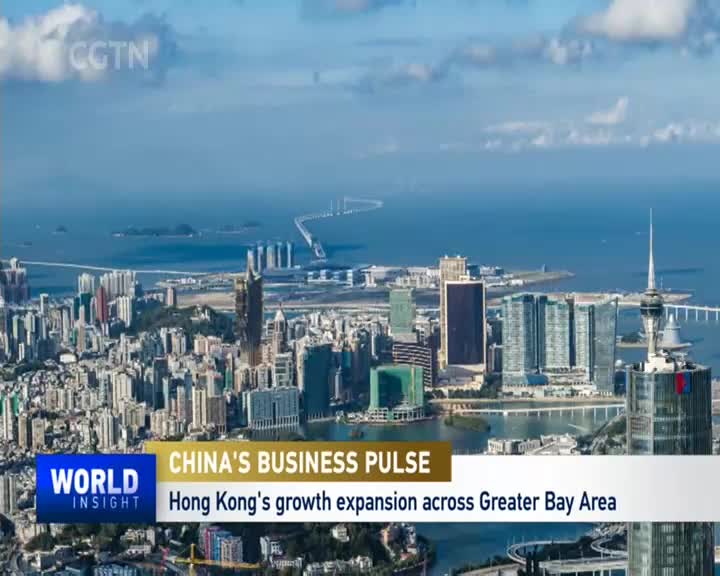 CGTN
CHINA'S BUSINESS PULSE
WORLD
INSIGHT
Hong Kong's growth expansion across Greater Bay Area